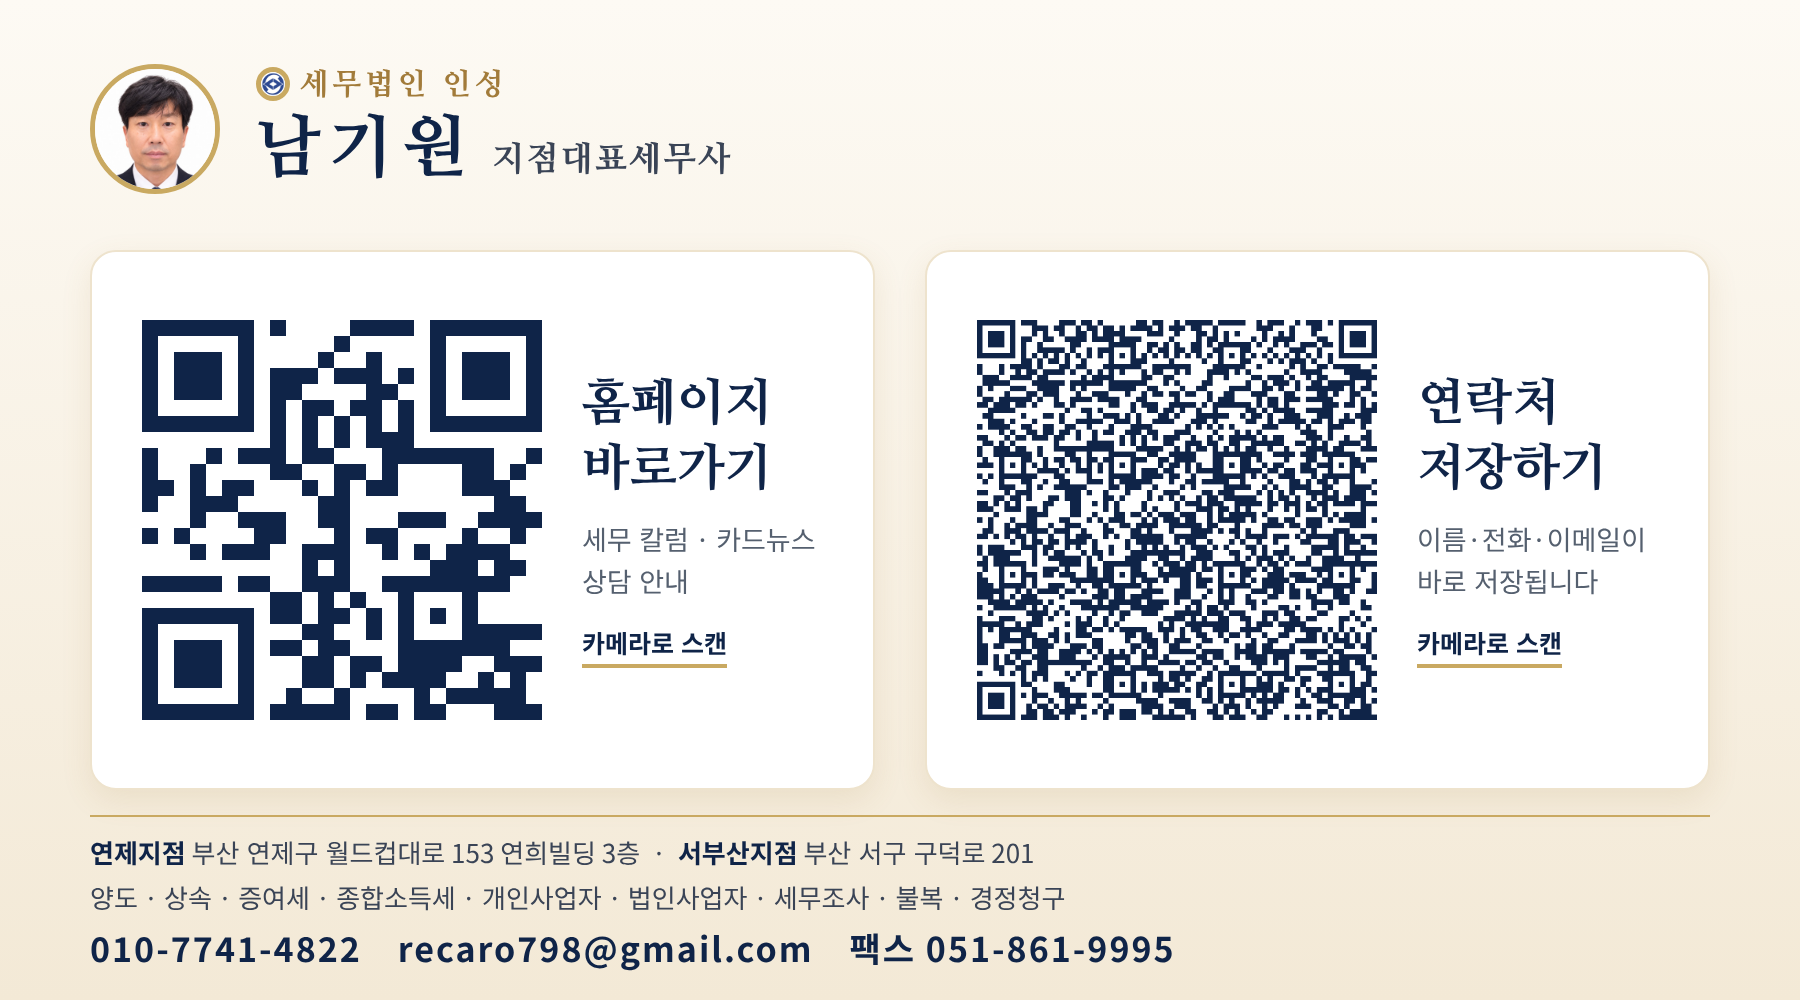 세무법인 인성
남기원 지점대표세무사
홈페이지
바로가기
세무 칼럼 · 카드뉴스
상담 안내
카메라로 스캔
연락처
저장하기
이름·전화·이메일이
바로 저장됩니다
카메라로 스캔
연제지점 부산 연제구 월드컵대로 153 연희빌딩 3층 · 서부산지점 부산 서구 구덕로 201
양도 · 상속 · 증여세 · 종합소득세 · 개인사업자 · 법인사업자 · 세무조사 · 불복 · 경정청구
010-7741-4822 recaro798@gmail.com 팩스 051-861-9995